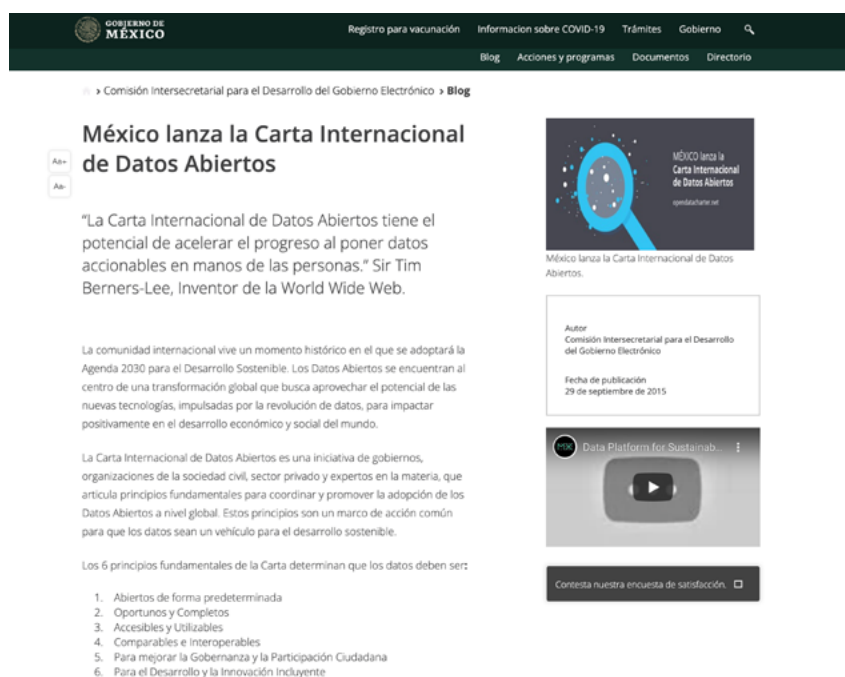 GOBIERNO DE
MÉXICO
Registro para vacunación Informacion sobre COVID-19 Trámites Gobierno
Blog Acciones y programas Documentos Directorio
> Comisión Intersecretarial para el Desarrollo del Gobierno Electrónico > Blog
México lanza la Carta Internacional
de Datos Abiertos
Aa+
Aa-
“La Carta Internacional de Datos Abiertos tiene el
potencial de acelerar el progreso al poner datos
accionables en manos de las personas.” Sir Tim
Berners-Lee, Inventor de la World Wide Web.
La comunidad internacional vive un momento histórico en el que se adoptará la
Agenda 2030 para el Desarrollo Sostenible. Los Datos Abiertos se encuentran al
centro de una transformación global que busca aprovechar el potencial de las
nuevas tecnologías, impulsadas por la revolución de datos, para impactar
positivamente en el desarrollo económico y social del mundo.
La Carta Internacional de Datos Abiertos es una iniciativa de gobiernos,
organizaciones de la sociedad civil, sector privado y expertos en la materia, que
articula principios fundamentales para coordinar y promover la adopción de los
Datos Abiertos a nivel global. Estos principios son un marco de acción común
para que los datos sean un vehículo para el desarrollo sostenible.
Los 6 principios fundamentales de la Carta determinan que los datos deben ser:
1. Abiertos de forma predeterminada
2. Oportunos y Completos
3. Accesibles y Utilizables
4. Comparables e Interoperables
5. Para mejorar la Gobernanza y la Participación Ciudadana
6. Para el Desarrollo y la Innovación Incluyente
MÉXICO lanza la
Carta Internacional
de Datos Abiertos
opendatacharter.net
México lanza la Carta Internacional de Datos
Abiertos.
Autor
Comisión Intersecretarial para el Desarrollo
del Gobierno Electrónico
Fecha de publicación
29 de septiembre de 2015
Data Platform for Sustainab...
Contesta nuestra encuesta de satisfacción.